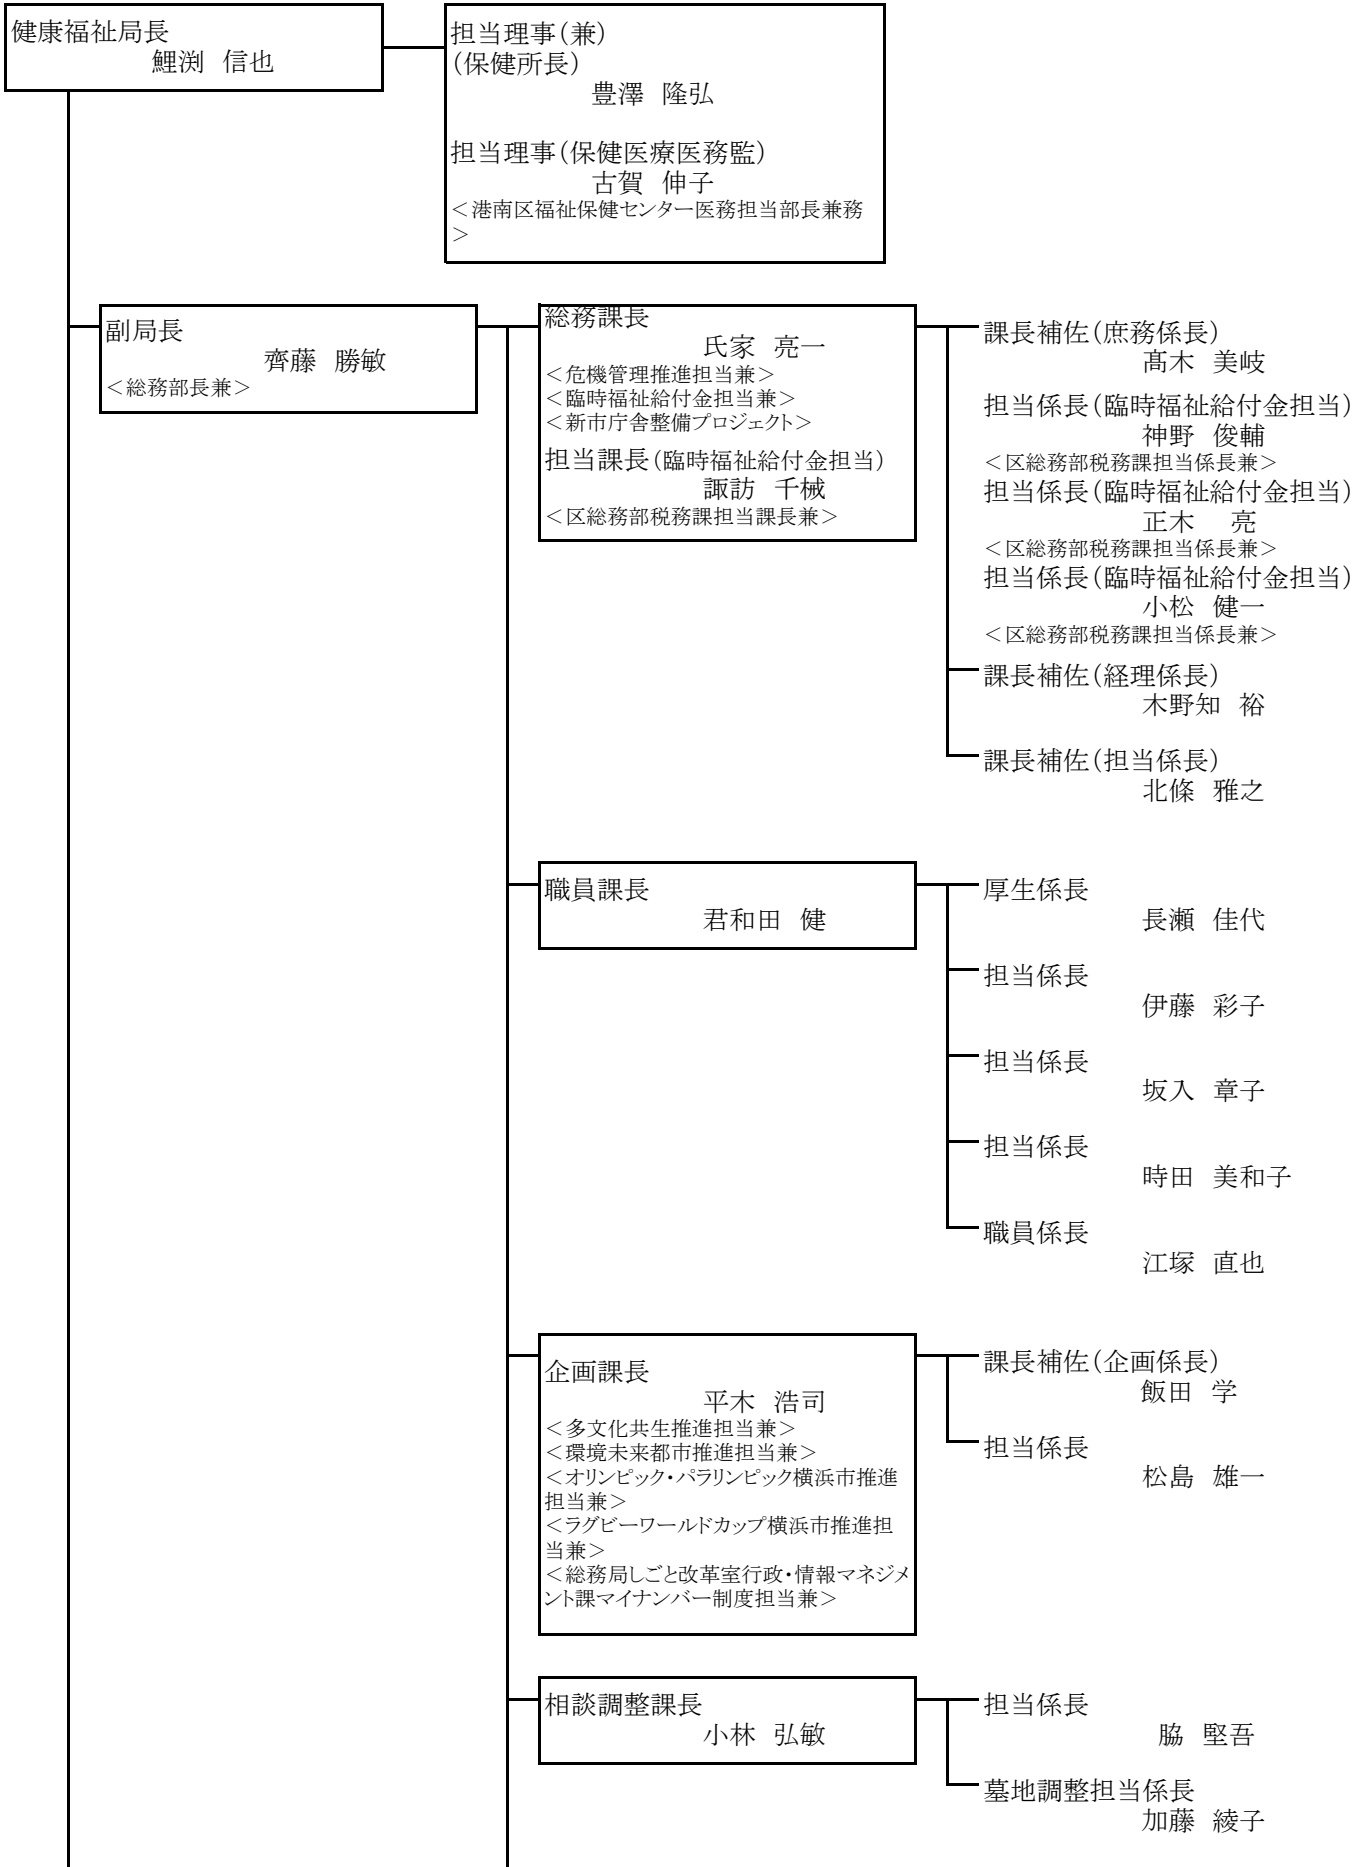 健康福祉局長
鯉渕 信也
担当理事（兼）
（保健所長）
豊澤 隆弘
担当理事（保健医療医務監）
古賀 伸子
＜港南区福祉保健センター医務担当部長兼務
＞
副局長
齊藤 勝敏
＜総務部長兼＞
総務課長
氏家 亮一
＜危機管理推進担当兼＞
＜臨時福祉給付金担当兼＞
＜新市庁舎整備プロジェクト＞
担当課長（臨時福祉給付金担当）
諏訪 千械
＜区総務部税務課担当課長兼＞
課長補佐（庶務係長）
髙木 美岐
担当係長（臨時福祉給付金担当）
神野 俊輔
＜区総務部税務課担当係長兼＞
担当係長（臨時福祉給付金担当）
正木 亮
＜区総務部税務課担当係長兼＞
担当係長（臨時福祉給付金担当）
小松 健一
＜区総務部税務課担当係長兼＞
課長補佐（経理係長）
木野知 裕
課長補佐（担当係長）
北條 雅之
職員課長
君和田 健
厚生係長
長瀬 佳代
担当係長
伊藤 彩子
担当係長
坂入 章子
担当係長
時田 美和子
職員係長
江塚 直也
企画課長
平木 浩司
＜多文化共生推進担当兼＞
＜環境未来都市推進担当兼＞
＜オリンピック・パラリンピック横浜市推進
担当兼＞
＜ラグビーワールドカップ横浜市推進担
当兼＞
＜総務局しごと改革室行政・情報マネジメ
ント課マイナンバー制度担当兼＞
課長補佐（企画係長）
飯田 学
担当係長
松島 雄一
相談調整課長
小林 弘敏
担当係長
脇 堅吾
墓地調整担当係長
加藤 綾子